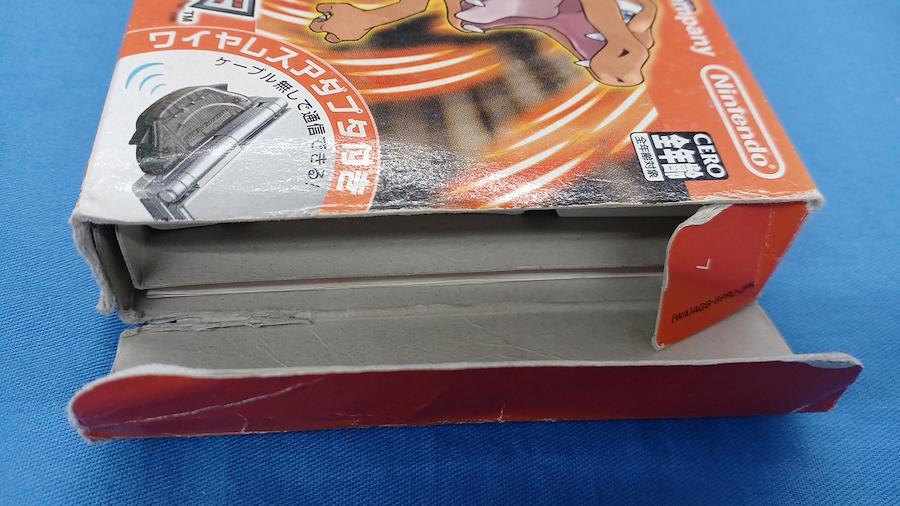 TM
mpany
Nintendo
ワイヤレスアダプタ付き
ケーブル無しで通信できる!
CERO
全年齢
全年齢対象
(WA)AGB-BPRJ-JPN